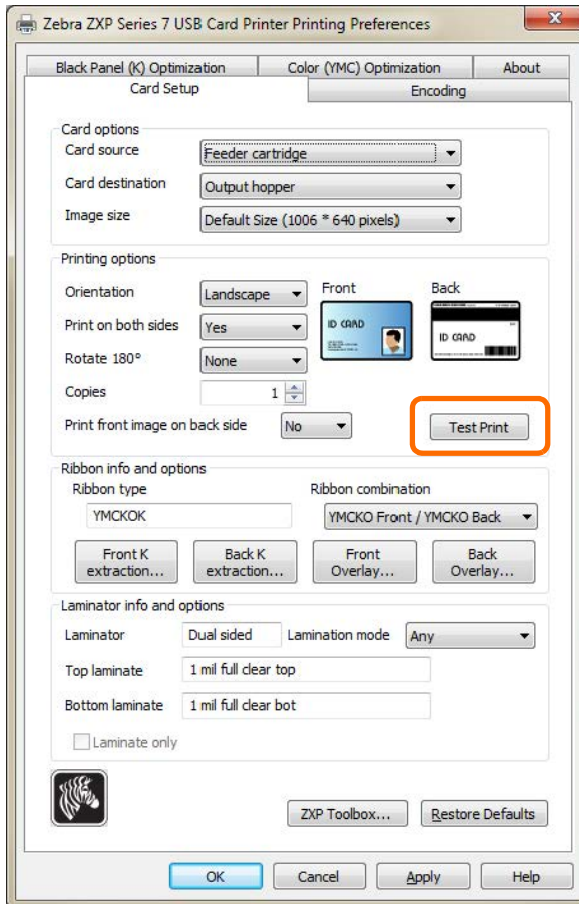 Zebra ZXP Series 7 USB Card Printer Printing Preferences
Black Panel (K) Optimization Color (YMC) Optimization About
Card Setup Encoding
Card options
Card source Feeder cartridge
Card destination Output hopper
Image size Default Size (1006 * 640 pixels)
Printing options
Orientation Landscape Front Back
Print on both sides Yes
ID CARD ID CARD
Rotate 180° None
Copies 1
Print front image on back side No Test Print
Ribbon info and options
Ribbon type Ribbon combination
YMCKOK YMCKO Front / YMCKO Back
Front K extraction... Back K extraction... Front Overlay... Back Overlay...
Laminator info and options
Laminator Dual sided Lamination mode Any
Top laminate 1 mil full clear top
Bottom laminate 1 mil full clear bot
Laminate only
ZXP Toolbox... Restore Defaults
OK Cancel Apply Help